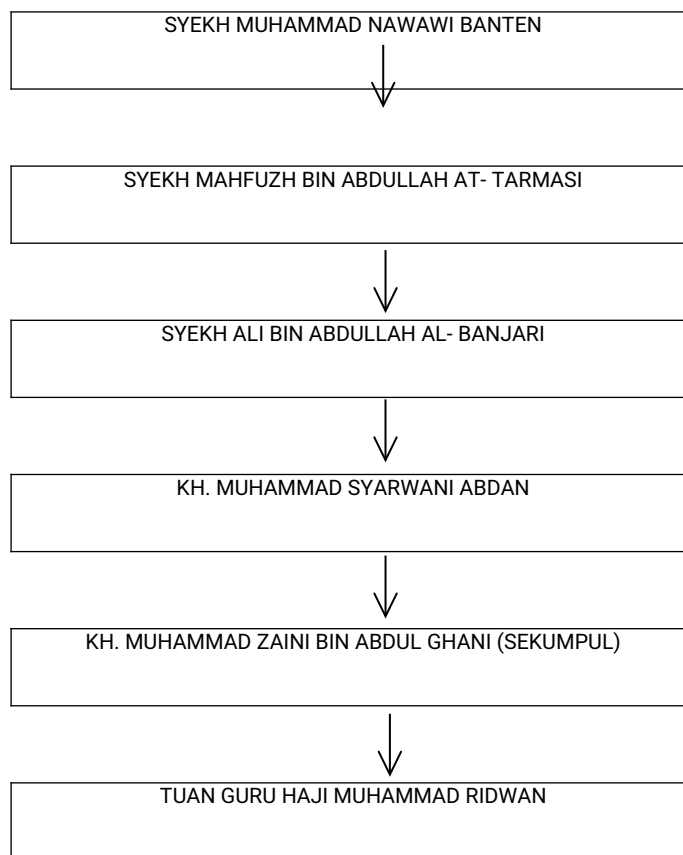 SYEKH MUHAMMAD NAWAWI BANTEN
SYEKH MAHFUZH BIN ABDULLAH AT- TARMASI
SYEKH ALI BIN ABDULLAH AL- BANJARI
KH. MUHAMMAD SYARWANI ABDAN
KH. MUHAMMAD ZAINI BIN ABDUL GHANI (SEKUMPUL)
TUAN GURU HAJI MUHAMMAD RIDWAN